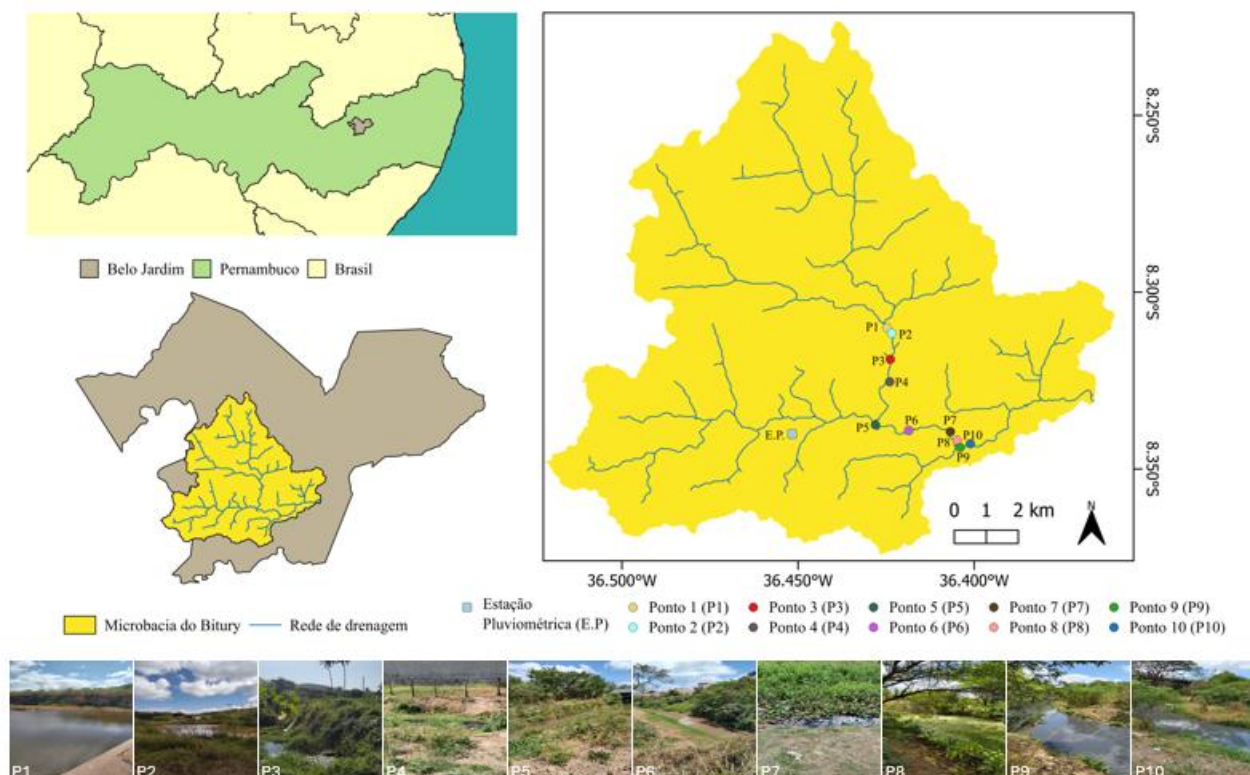 Belo Jardim Pernambuco Brasil
8.250°S
8.300°S
8.350°S
P1
P2
P3
P4
P5
P6
P7
P8
P10
P9
E.P.
0 1 2 km
N
36.500°W 36.450°W 36.400°W
Microbacia do Bitury Rede de drenagem
Estação
Pluviométrica (E.P)
Ponto 1 (P1) Ponto 3 (P3) Ponto 5 (P5) Ponto 7 (P7) Ponto 9 (P9)
Ponto 2 (P2) Ponto 4 (P4) Ponto 6 (P6) Ponto 8 (P8) Ponto 10 (P10)
P1 P2 P3 P4 P5 P6 P7 P8 P9 P10